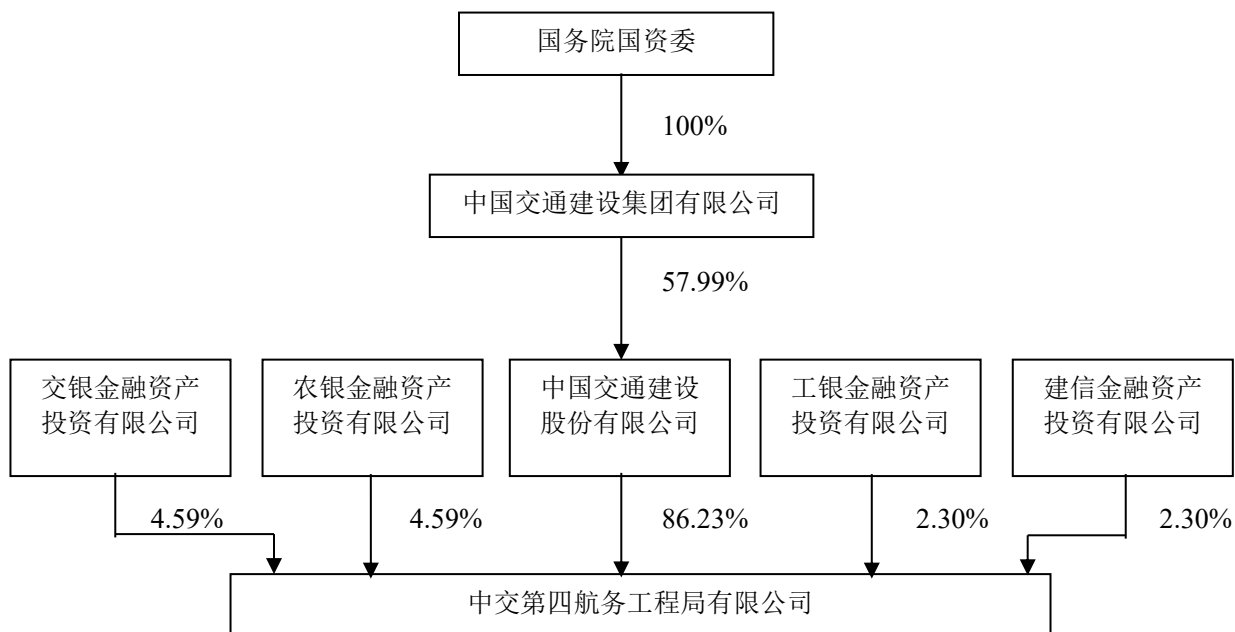 国务院国资委
100%
中国交通建设集团有限公司
57.99%
交银金融资产
投资有限公司
农银金融资产
投资有限公司
中国交通建设
股份有限公司
工银金融资产
投资有限公司
建信金融资产
投资有限公司
4.59%
4.59%
86.23%
2.30%
2.30%
中交第四航务工程局有限公司